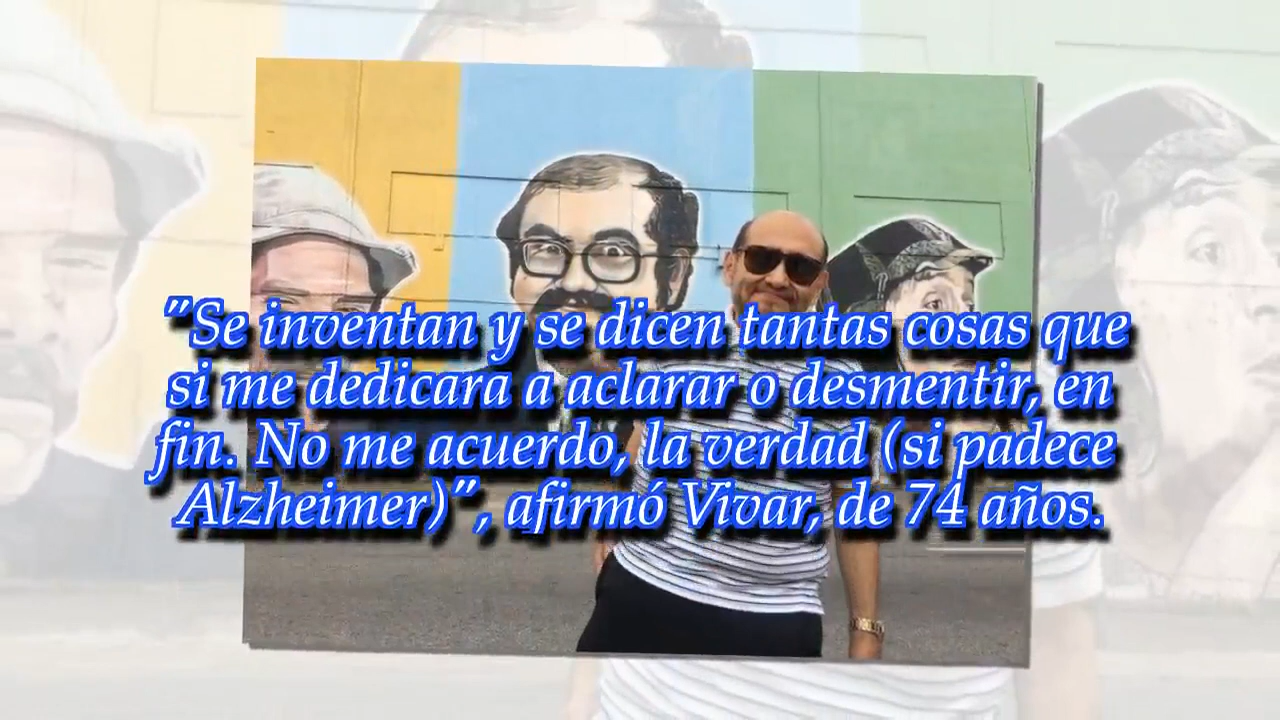 "Se inventan y se dicen tantas cosas que
si me dedicara a aclarar o desmentir, en
fin. No me acuerdo, la verdad (si padece
Alzheimer)", afirmó Vivar, de 74 años.